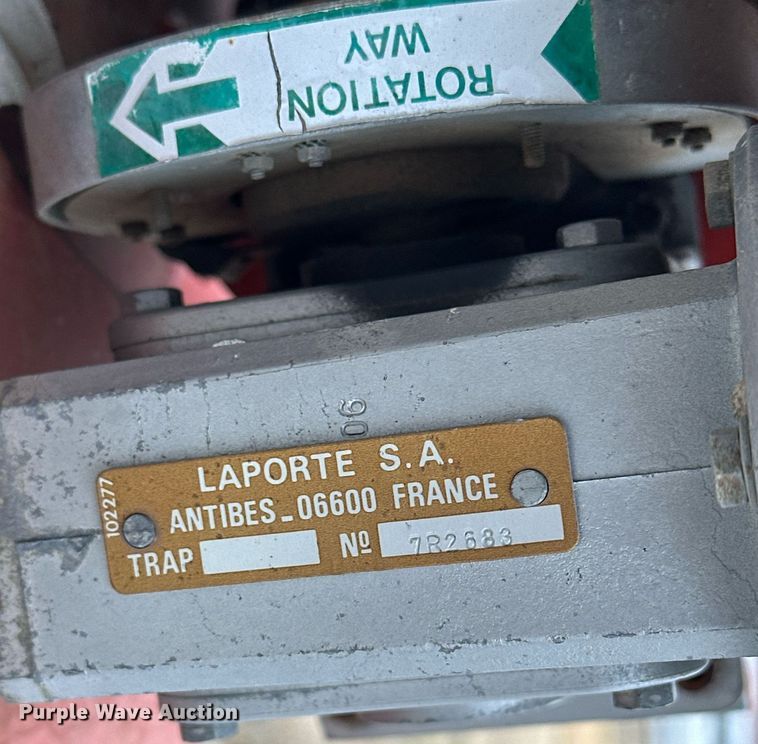 ROTATION
WAY
06
102277
LAPORTE S.A.
ANTIBES_06600 FRANCE
TRAP Nº 7R2683
Purple Wave Auction